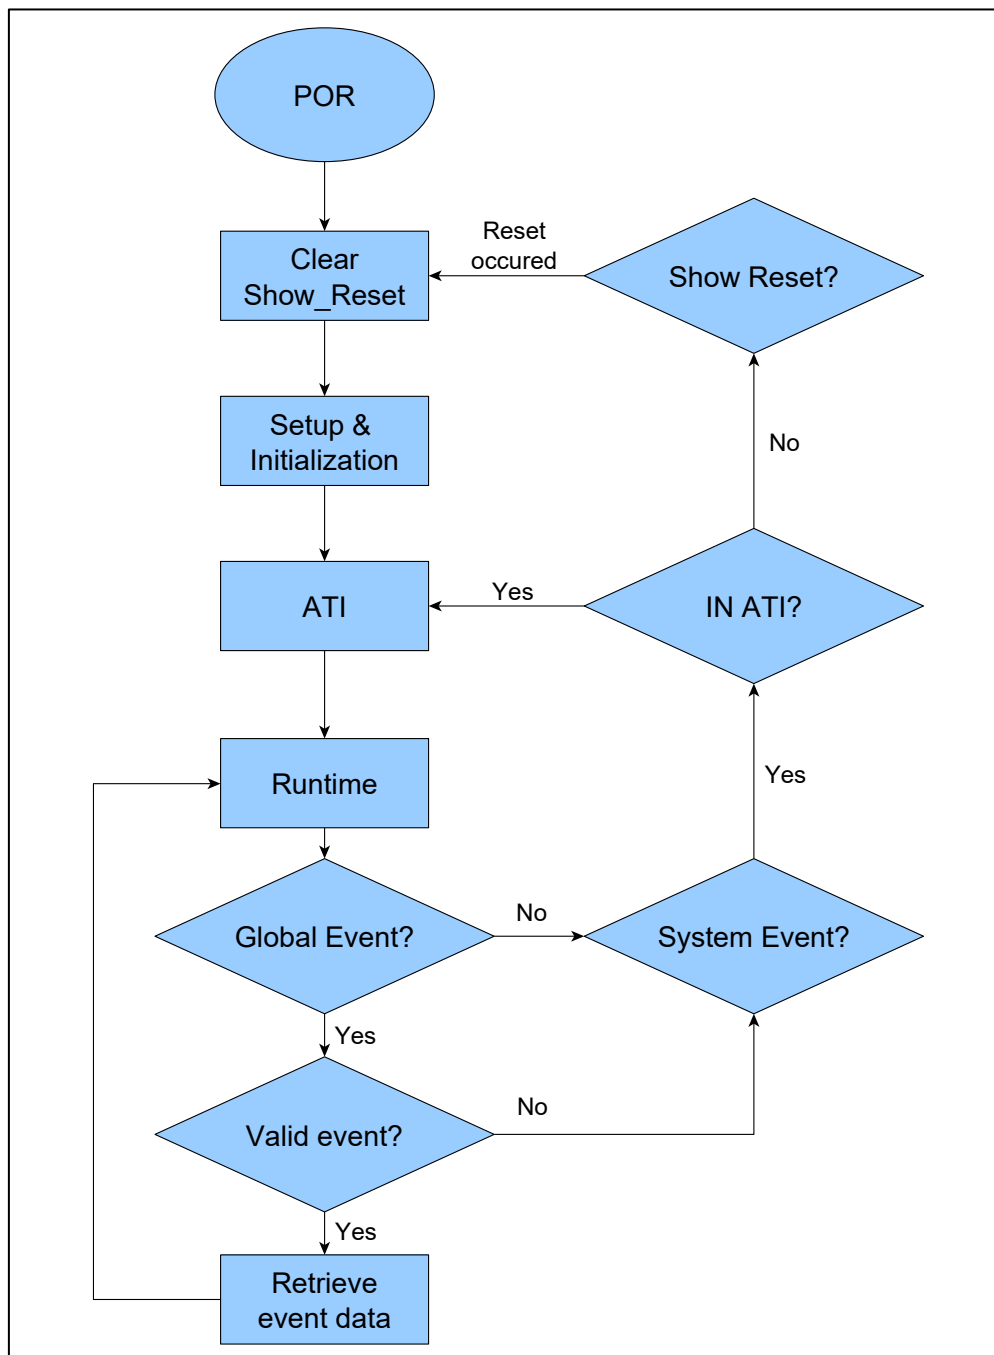 POR
Clear
Show_Reset
Reset
occured
Show Reset?
Setup &
Initialization
No
ATI
Yes
IN ATI?
Runtime
Yes
Global Event?
No
System Event?
Yes
Valid event?
No
Yes
Retrieve
event data